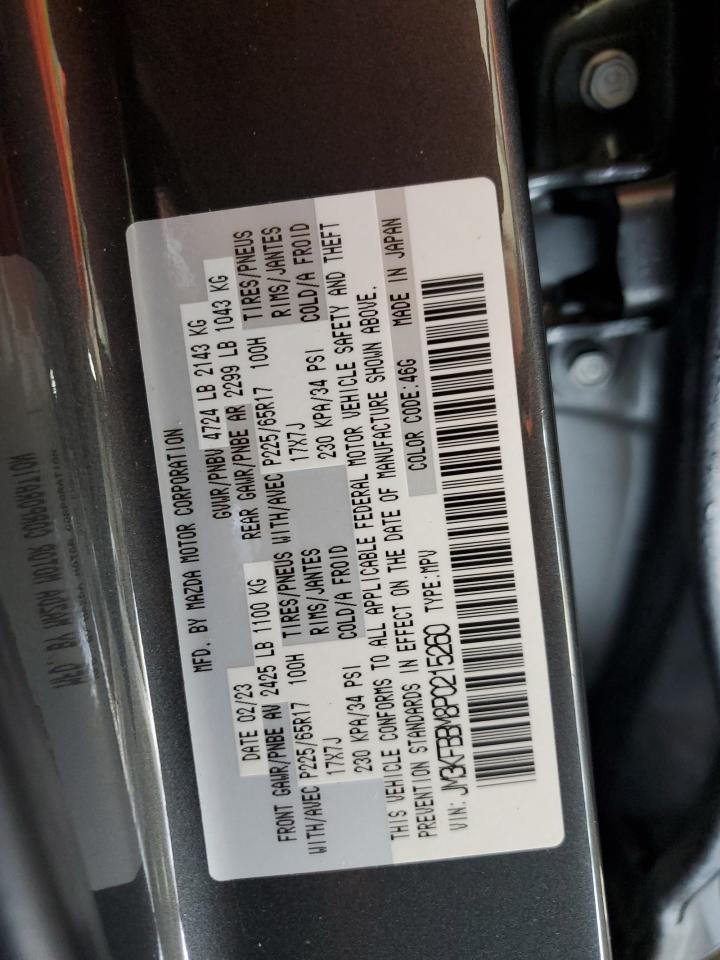 MFD. BY MAZDA MOTOR CORPORATION
DATE 02/23 GVWR/PNBV 4724 LB 2143 KG
FRONT GAWR/PNBE AV 2425 LB 1100 KG REAR GAWR/PNBE AR 2299 LB 1043 KG
WITH/AVEC P225/65R17 100H TIRES/PNEUS WITH/AVEC P225/65R17 100H TIRES/PNEUS
17X7J RIMS/JANTES 17X7J RIMS/JANTES
230 KPA/34 PSI COLD/A FROID 230 KPA/34 PSI COLD/A FROID
THIS VEHICLE CONFORMS TO ALL APPLICABLE FEDERAL MOTOR VEHICLE SAFETY AND THEFT
PREVENTION STANDARDS IN EFFECT ON THE DATE OF MANUFACTURE SHOWN ABOVE.
VIN: JM3KFBBM8P0215260 TYPE:MPV COLOR CODE:46G MADE IN JAPAN